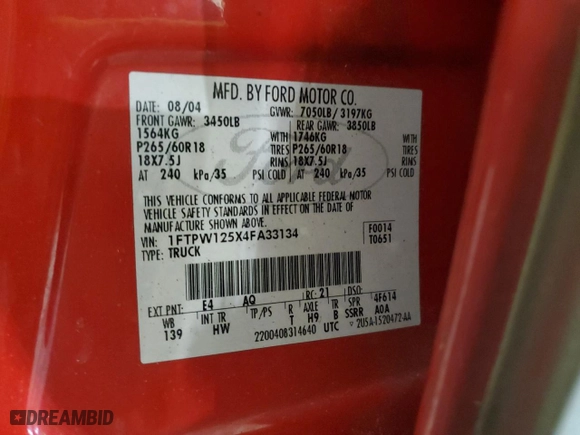 MFD. BY FORD MOTOR CO.
DATE: 08/04 GVWR: 7050LB/3197KG
FRONT GAWR: 3450LB REAR GAWR: 3850LB
1564KG 1746KG
P265/60R18 TIRES P265/60R18 TIRES
18X7.5J RIMS 18X7.5J RIMS
AT 240 kPa/35 PSI COLD AT 240 kPa/35 PSI COLD
Ford
THIS VEHICLE CONFORMS TO ALL APPLICABLE FEDERAL MOTOR
VEHICLE SAFETY STANDARDS IN EFFECT ON THE DATE OF
MANUFACTURE SHOWN ABOVE.
VIN: 1FTPW125X4FA33134 F0014
TYPE: TRUCK T0651
EXT PNT: E4 AQ RC: 21 DSO:
WB INT TR TP/PS R AXLE TR SPR 4F614
139 HW T H9 B SSRR A0A
2200408314640 UTC 2U5A-1520472-AA
DREAMBID